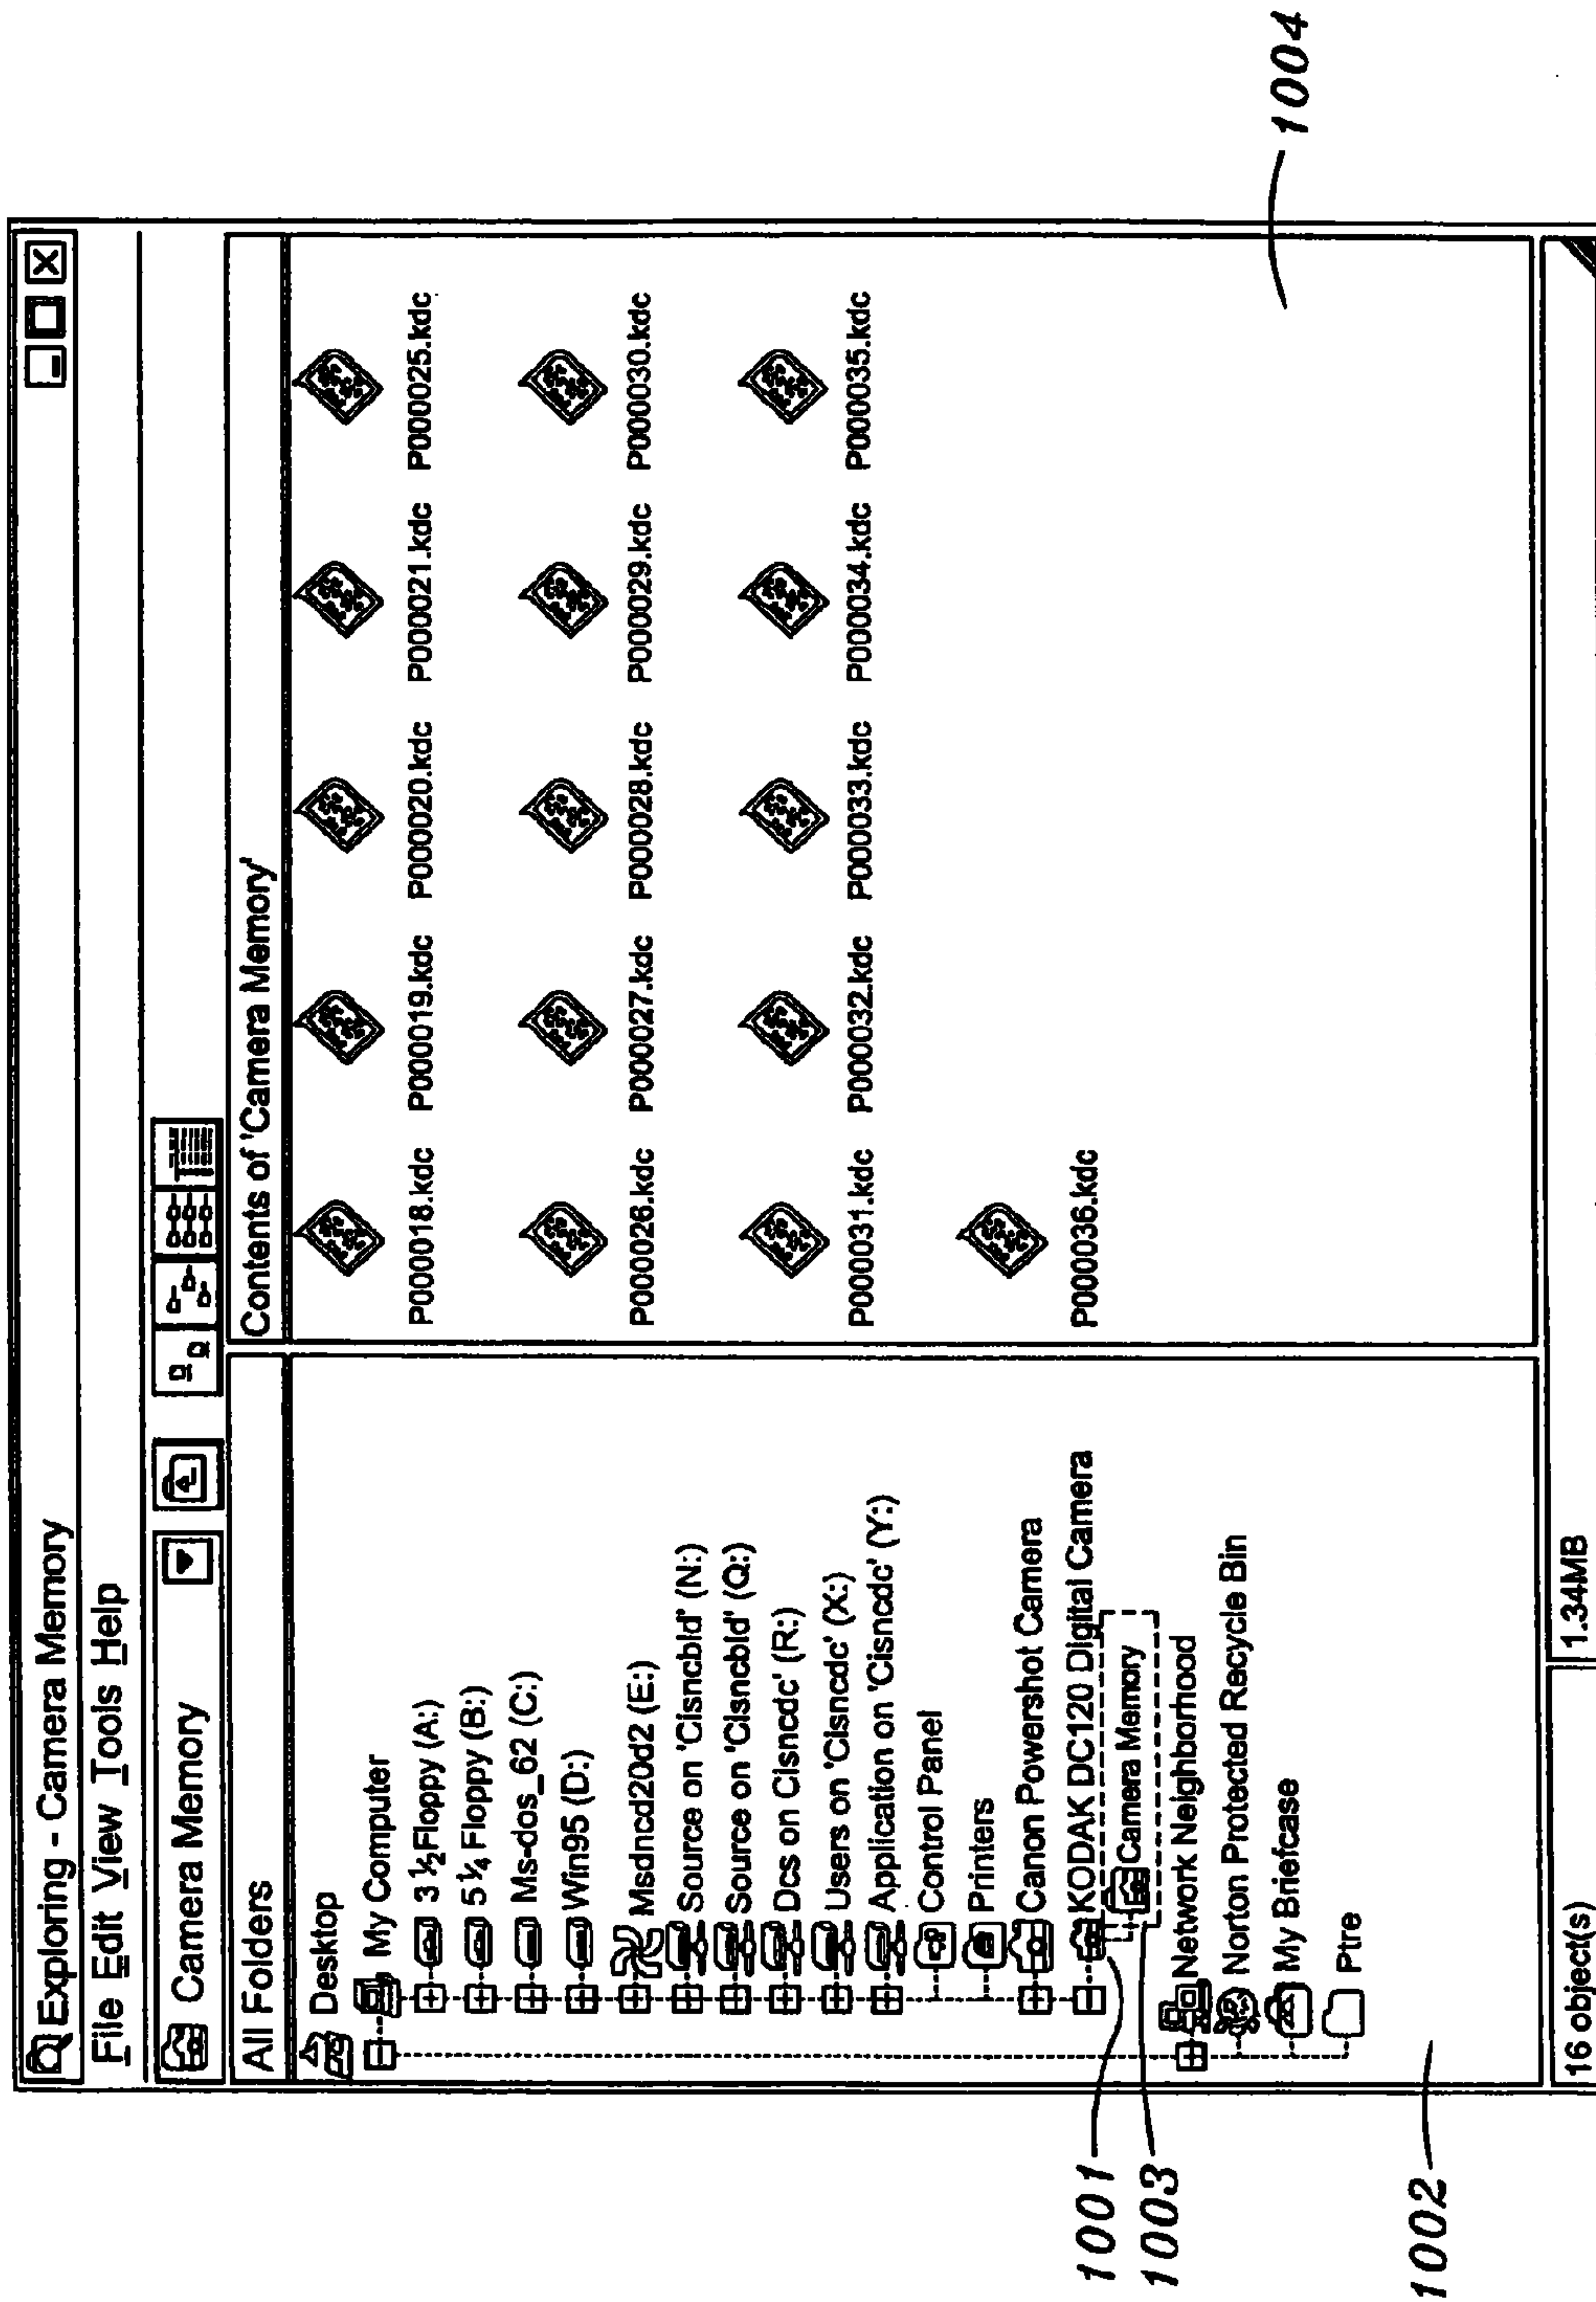 Exploring - Camera Memory
File Edit View Tools Help
Camera Memory
All Folders
Contents of 'Camera Memory'
Desktop
My Computer
3 ½ Floppy (A:)
5 ¼ Floppy (B:)
Ms-dos_62 (C:)
Win95 (D:)
Msdncd20d2 (E:)
Source on 'Cisncbld' (N:)
Source on 'Cisncbld' (Q:)
Dcs on Cisncdc' (R:)
Users on 'Cisncdc' (X:)
Application on 'Cisncdc' (Y:)
Control Panel
Printers
Canon Powershot Camera
KODAK DC120 Digital Camera
Camera Memory
Network Neighborhood
Norton Protected Recycle Bin
My Briefcase
Ptre
P000018.kdc P000019.kdc P000020.kdc P000021.kdc P000025.kdc
P000026.kdc P000027.kdc P000028.kdc P000029.kdc P000030.kdc
P000031.kdc P000032.kdc P000033.kdc P000034.kdc P000035.kdc
P000036.kdc
16 object(s)
1.34MB
1001
1003
1002
1004